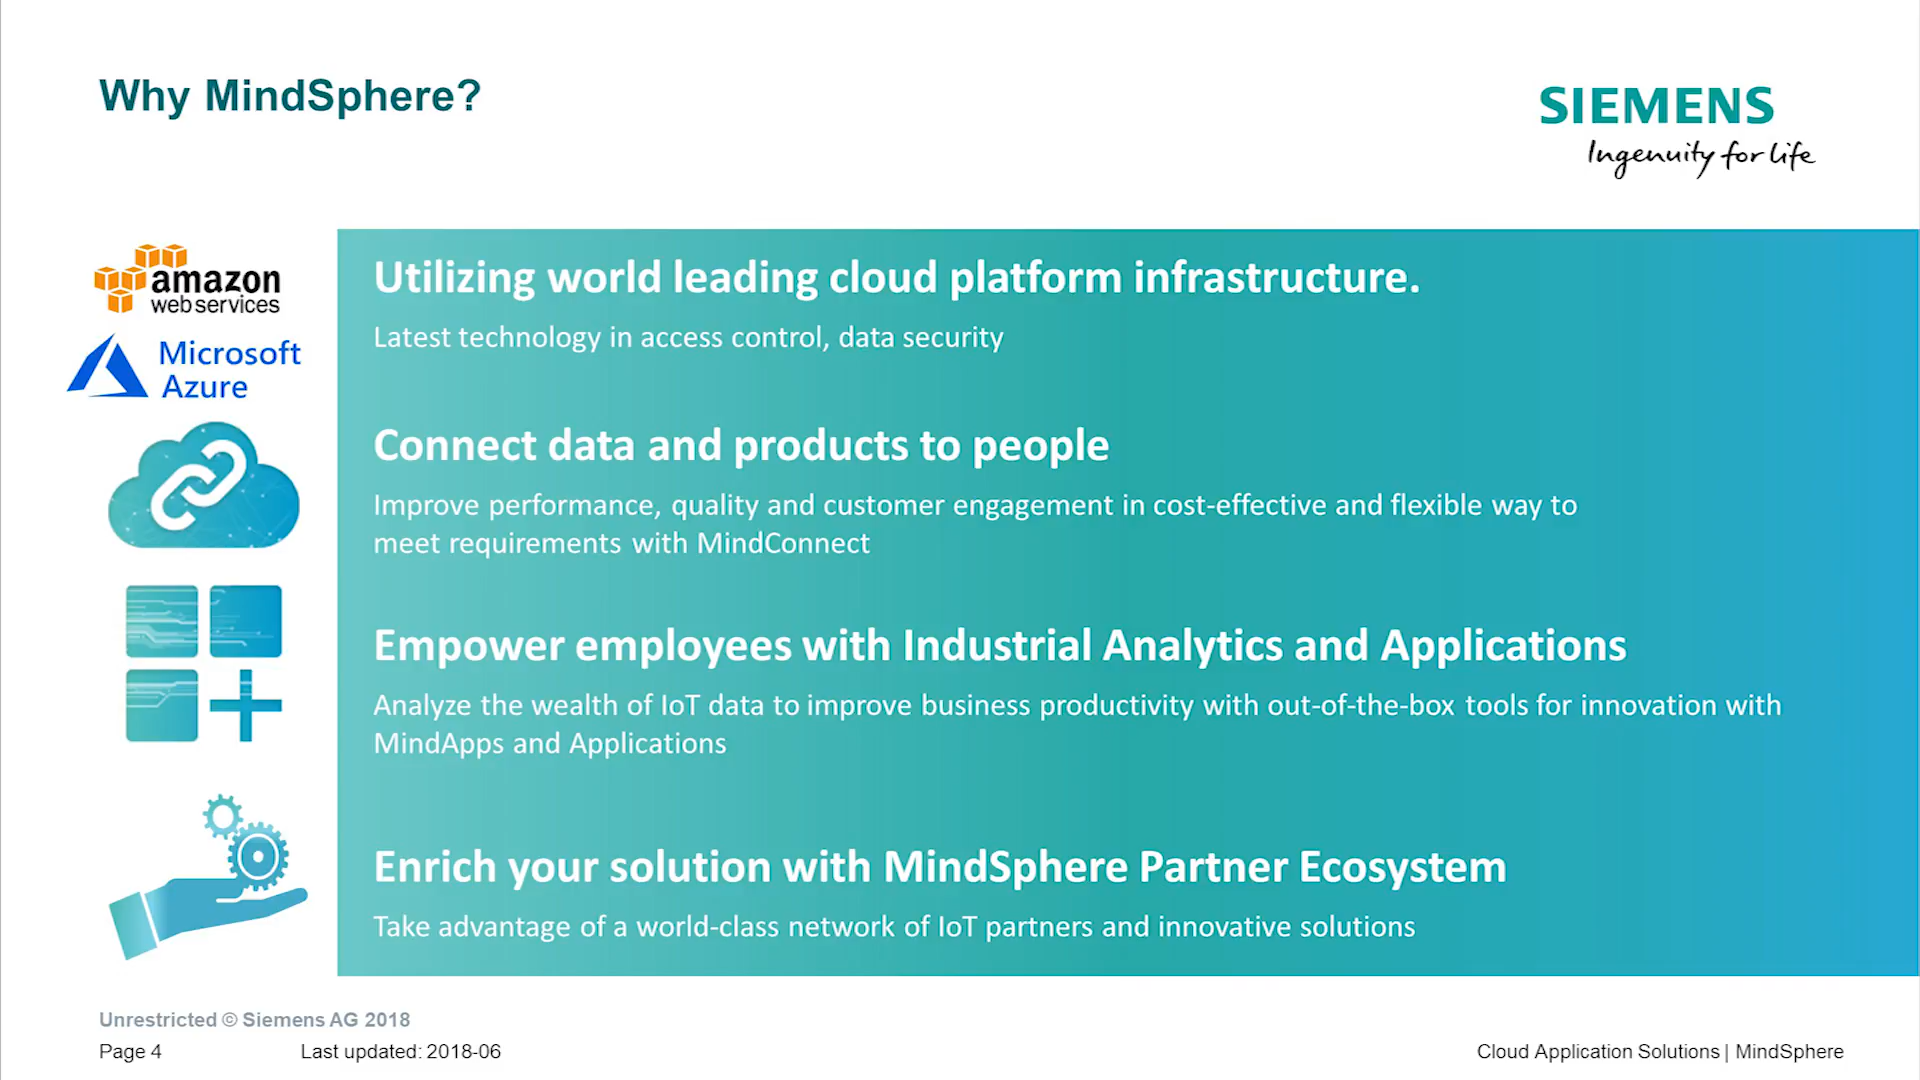 Why MindSphere?
SIEMENS
Ingenuity for life
amazon
webservices
Microsoft
Azure
Utilizing world leading cloud platform infrastructure.
Latest technology in access control, data security
Connect data and products to people
Improve performance, quality and customer engagement in cost-effective and flexible way to
meet requirements with MindConnect
Empower employees with Industrial Analytics and Applications
Analyze the wealth of IoT data to improve business productivity with out-of-the-box tools for innovation with
MindApps and Applications
Enrich your solution with MindSphere Partner Ecosystem
Take advantage of a world-class network of IoT partners and innovative solutions
Unrestricted © Siemens AG 2018
Page 4 Last updated: 2018-06 Cloud Application Solutions | MindSphere